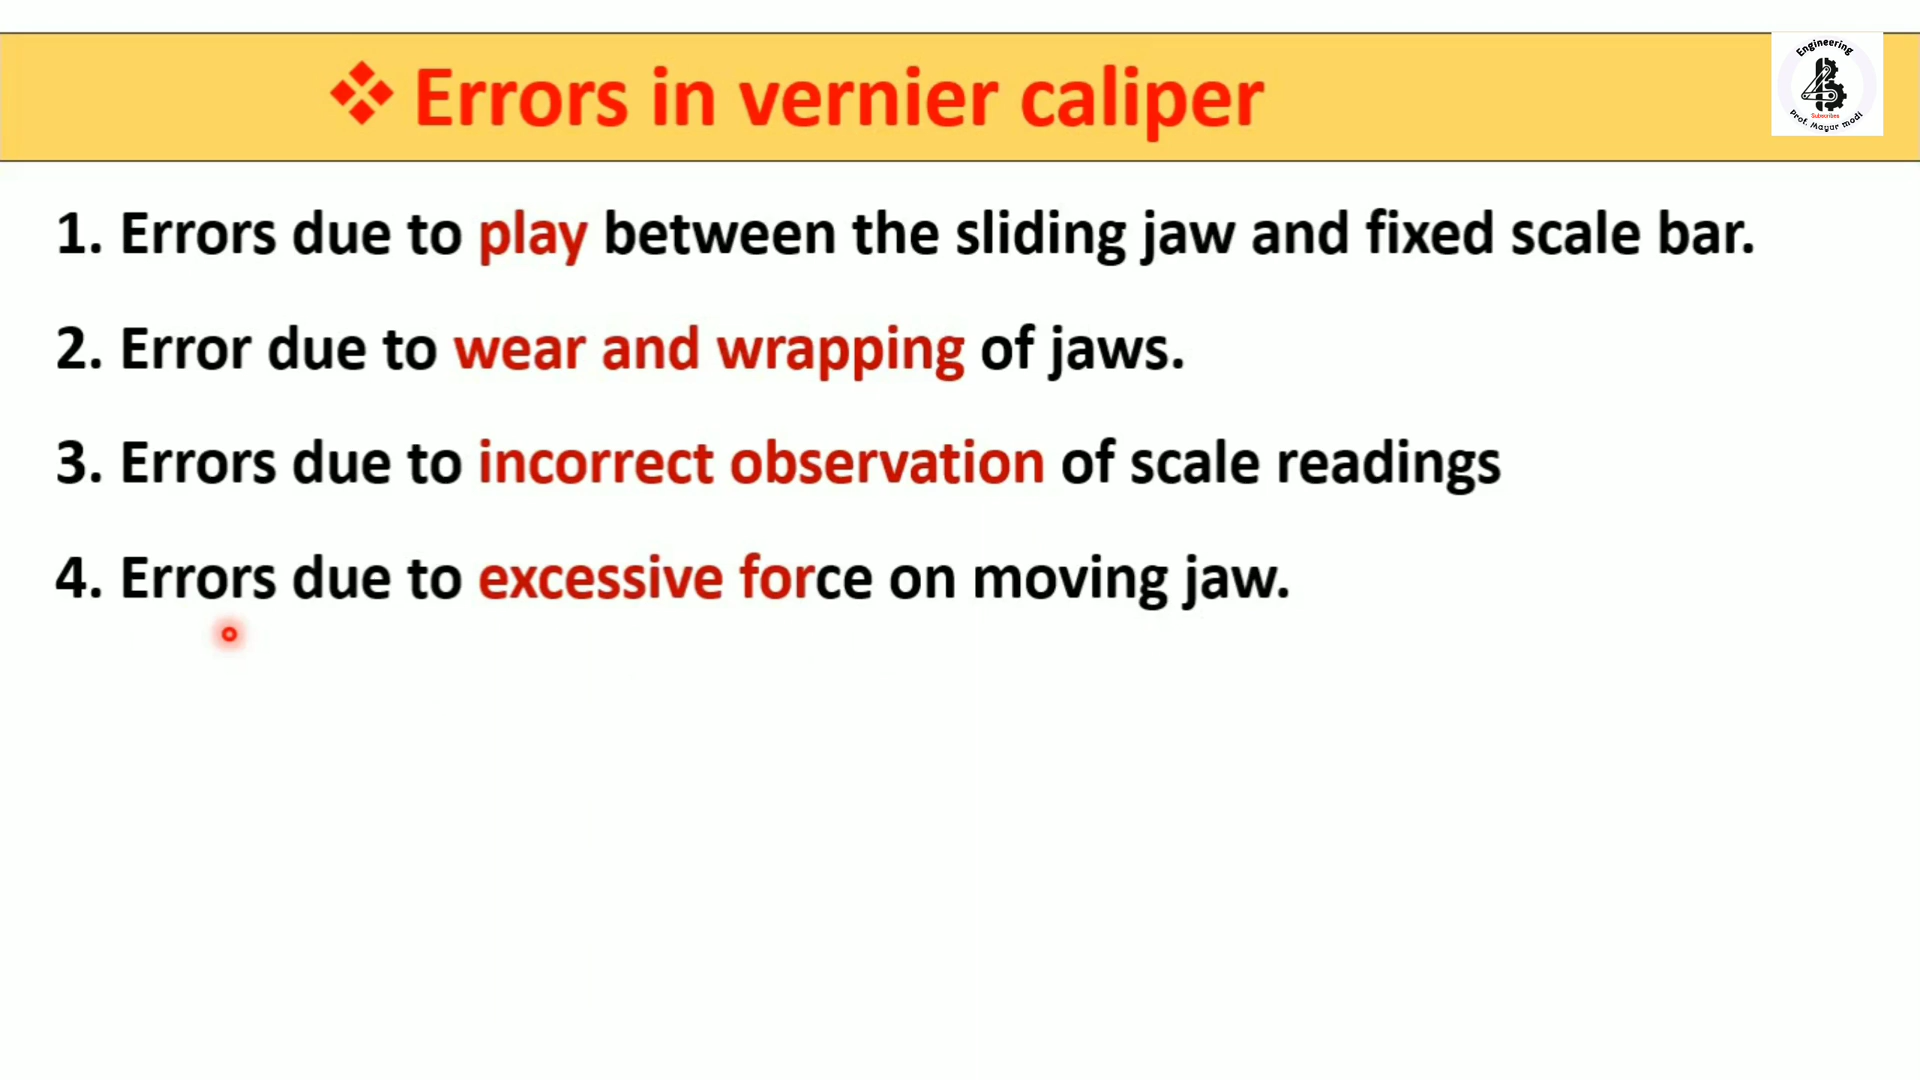 ❖ Errors in vernier caliper
Engineering
Subscribes
Prof. Mayur modi
1. Errors due to play between the sliding jaw and fixed scale bar.
2. Error due to wear and wrapping of jaws.
3. Errors due to incorrect observation of scale readings
4. Errors due to excessive force on moving jaw.